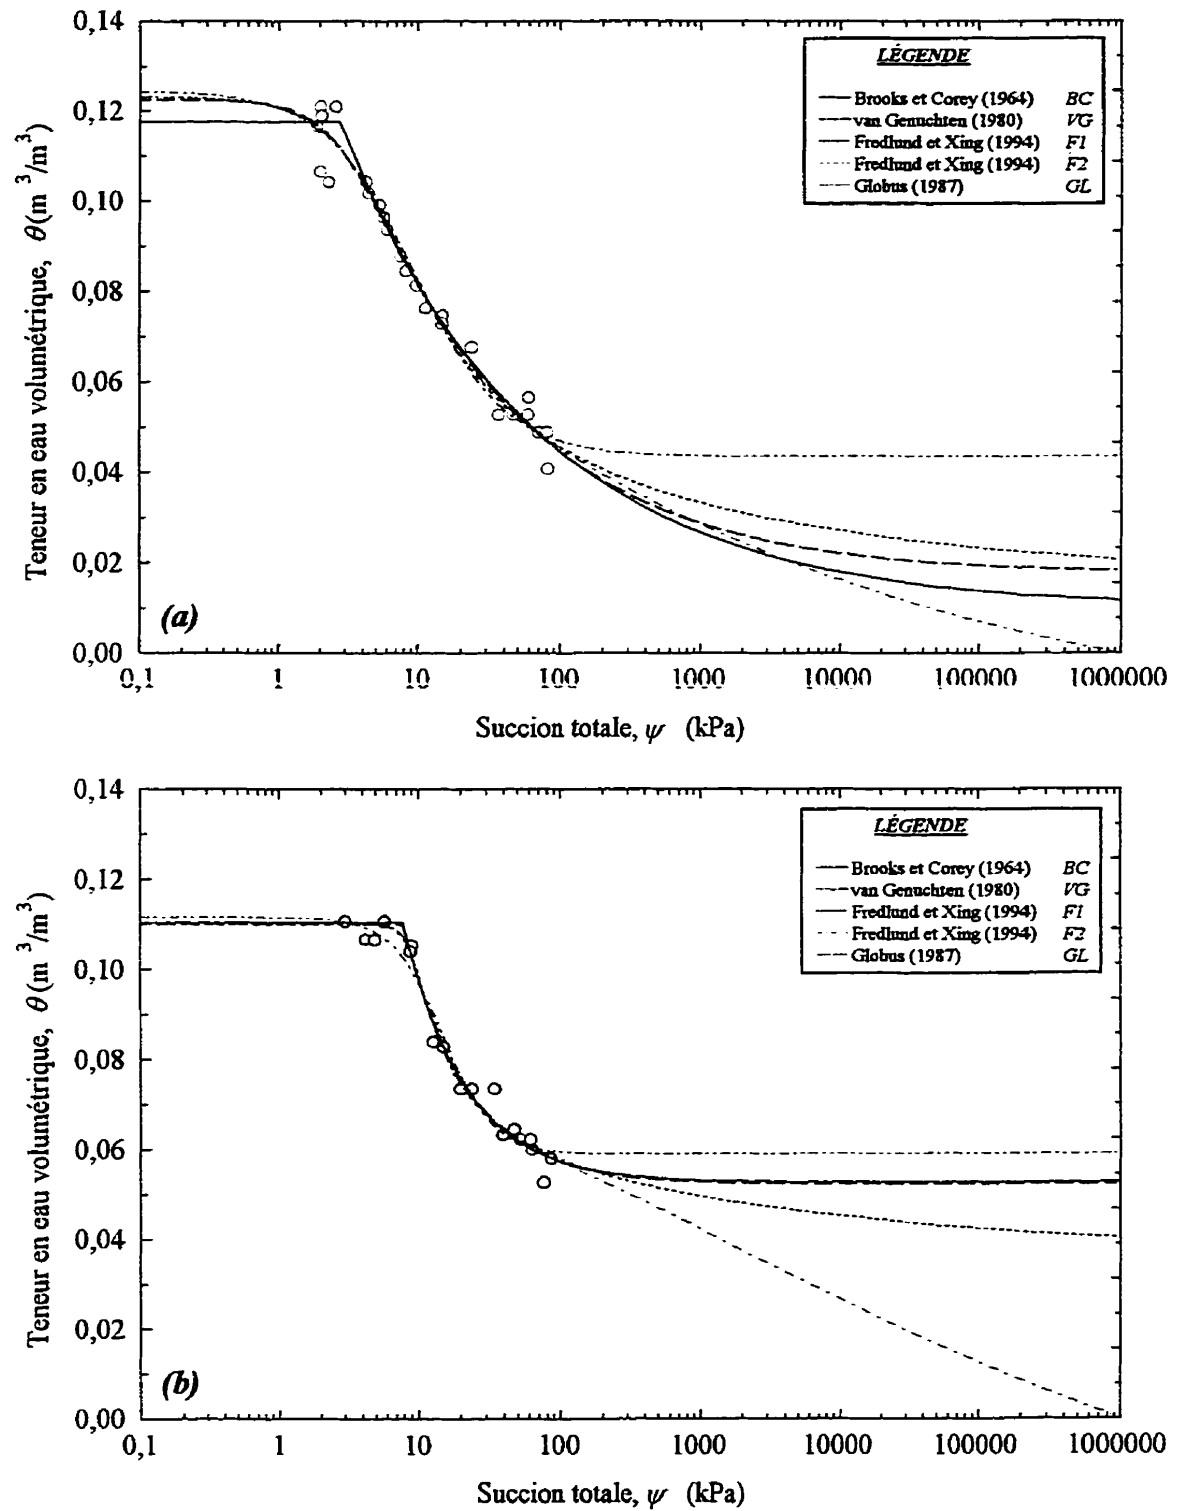 0,14
0,12
0,10
0,08
0,06
0,04
0,02
0,00
Teneur en eau volumétrique, θ (m³/m³)
LÉGENDE
Brooks et Corey (1964) BC
van Genuchten (1980) VG
Fredlund et Xing (1994) F1
Fredlund et Xing (1994) F2
Globus (1987) GL
(a)
0,1 1 10 100 1000 10000 100000 1000000
Succion totale, ψ (kPa)
0,14
0,12
0,10
0,08
0,06
0,04
0,02
0,00
Teneur en eau volumétrique, θ (m³/m³)
LÉGENDE
Brooks et Corey (1964) BC
van Genuchten (1980) VG
Fredlund et Xing (1994) F1
Fredlund et Xing (1994) F2
Globus (1987) GL
(b)
0,1 1 10 100 1000 10000 100000 1000000
Succion totale, ψ (kPa)